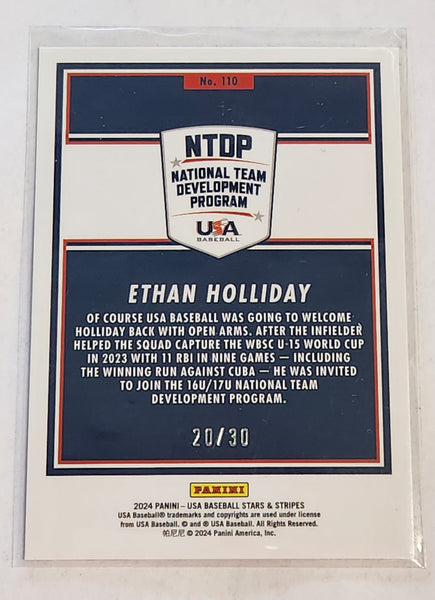 No. 110
NTDP
NATIONAL TEAM
DEVELOPMENT
PROGRAM
USA
BASEBALL
ETHAN HOLLIDAY
OF COURSE USA BASEBALL WAS GOING TO WELCOME
HOLLIDAY BACK WITH OPEN ARMS. AFTER THE INFIELDER
HELPED THE SQUAD CAPTURE THE WBSC U-15 WORLD CUP
IN 2023 WITH 11 RBI IN NINE GAMES — INCLUDING
THE WINNING RUN AGAINST CUBA — HE WAS INVITED
TO JOIN THE 16U/17U NATIONAL TEAM
DEVELOPMENT PROGRAM.
20/30
PANINI
2024 PANINI – USA BASEBALL STARS & STRIPES
USA Baseball® trademarks and copyrights are used under license
from USA Baseball. © and ® USA Baseball. All Rights Reserved.
帕尼尼 © 2024 Panini America, Inc.